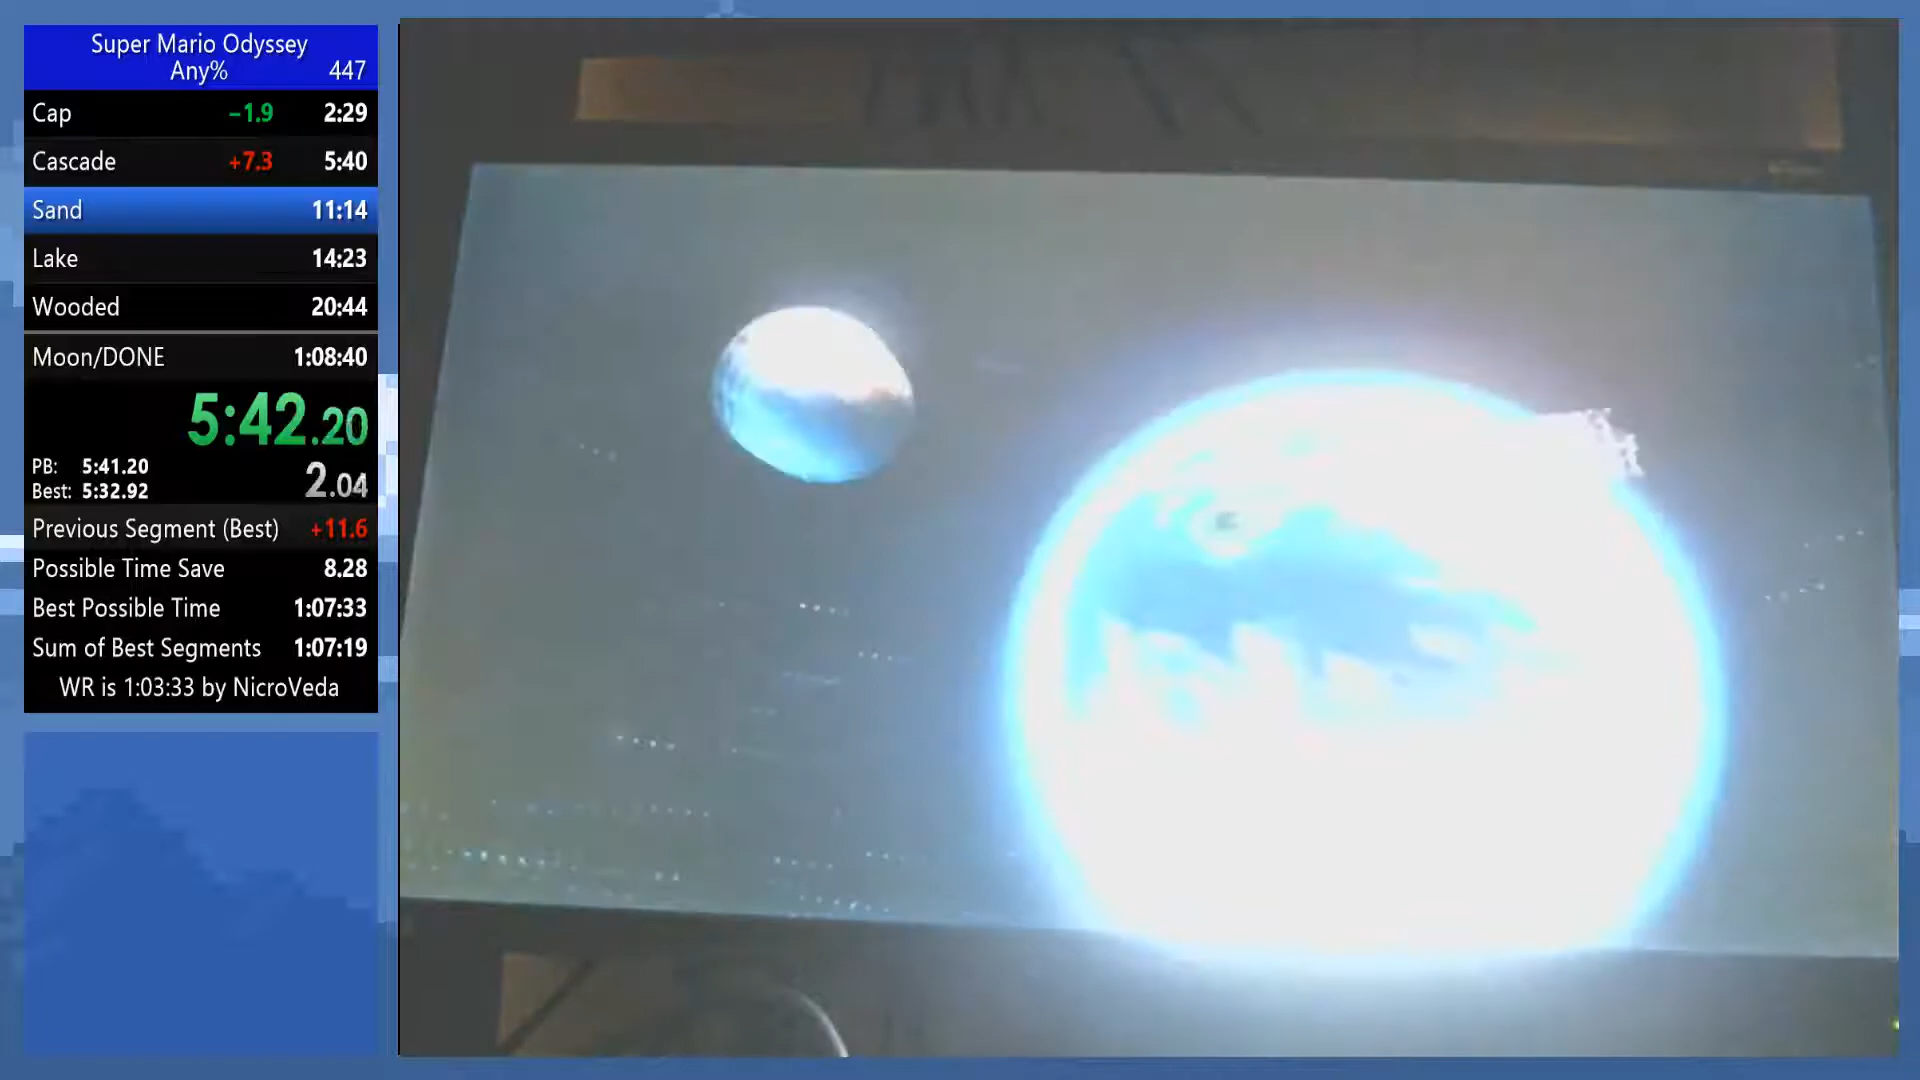 Super Mario Odyssey
Any% 447
Cap −1.9 2:29
Cascade +7.3 5:40
Sand 11:14
Lake 14:23
Wooded 20:44
Moon/DONE 1:08:40
5:42.20
PB: 5:41.20
Best: 5:32.92
2.04
Previous Segment (Best) +11.6
Possible Time Save 8.28
Best Possible Time 1:07:33
Sum of Best Segments 1:07:19
WR is 1:03:33 by NicroVeda